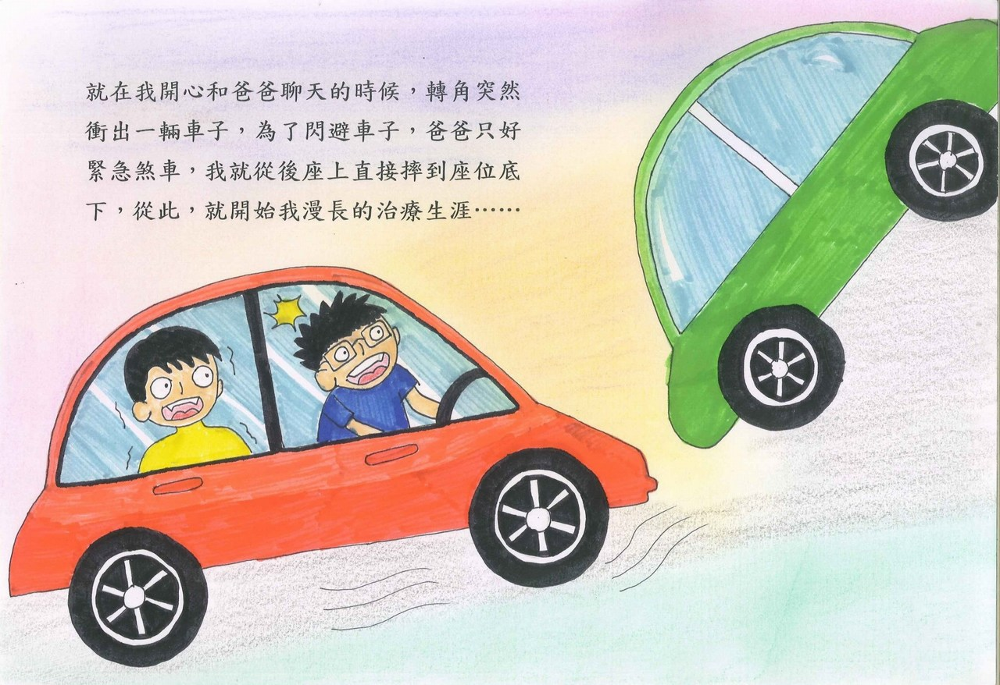 就在我開心和爸爸聊天的時候，轉角突然
衝出一輛車子，為了閃避車子，爸爸只好
緊急煞車，我就從後座上直接摔到座位底
下，從此，就開始我漫長的治療生涯……